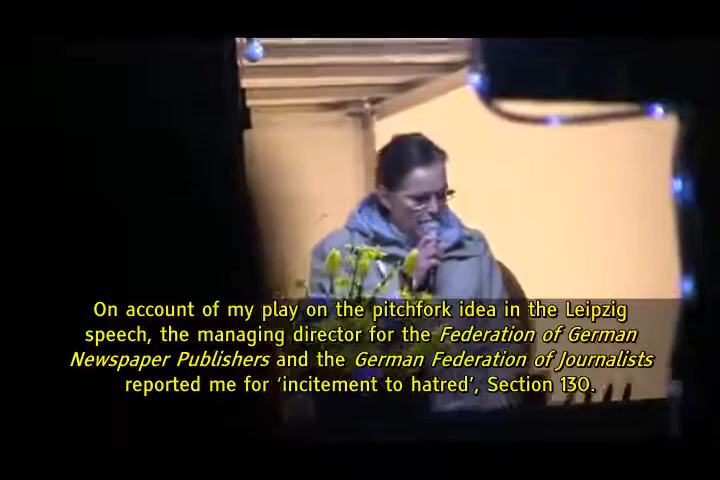 On account of my play on the pitchfork idea in the Leipzig
speech, the managing director for the Federation of German
Newspaper Publishers and the German Federation of Journalists
reported me for ‘incitement to hatred’, Section 130.